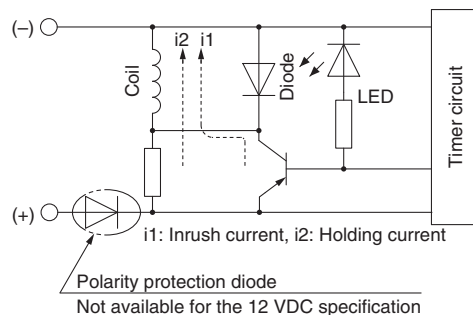 (–)
i2 i1
Coil
Diode
LED
Timer circuit
(+)
i1: Inrush current, i2: Holding current
Polarity protection diode
Not available for the 12 VDC specification